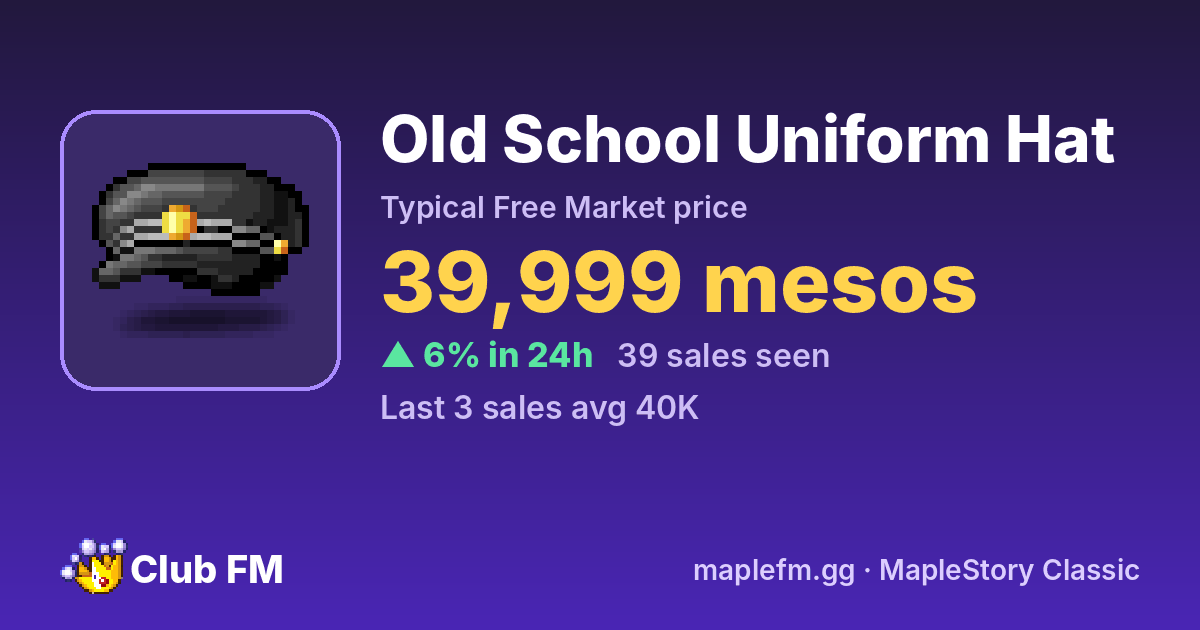 Old School Uniform Hat
Typical Free Market price
39,999 mesos
▲ 6% in 24h 39 sales seen
Last 3 sales avg 40K
Club FM
maplefm.gg · MapleStory Classic